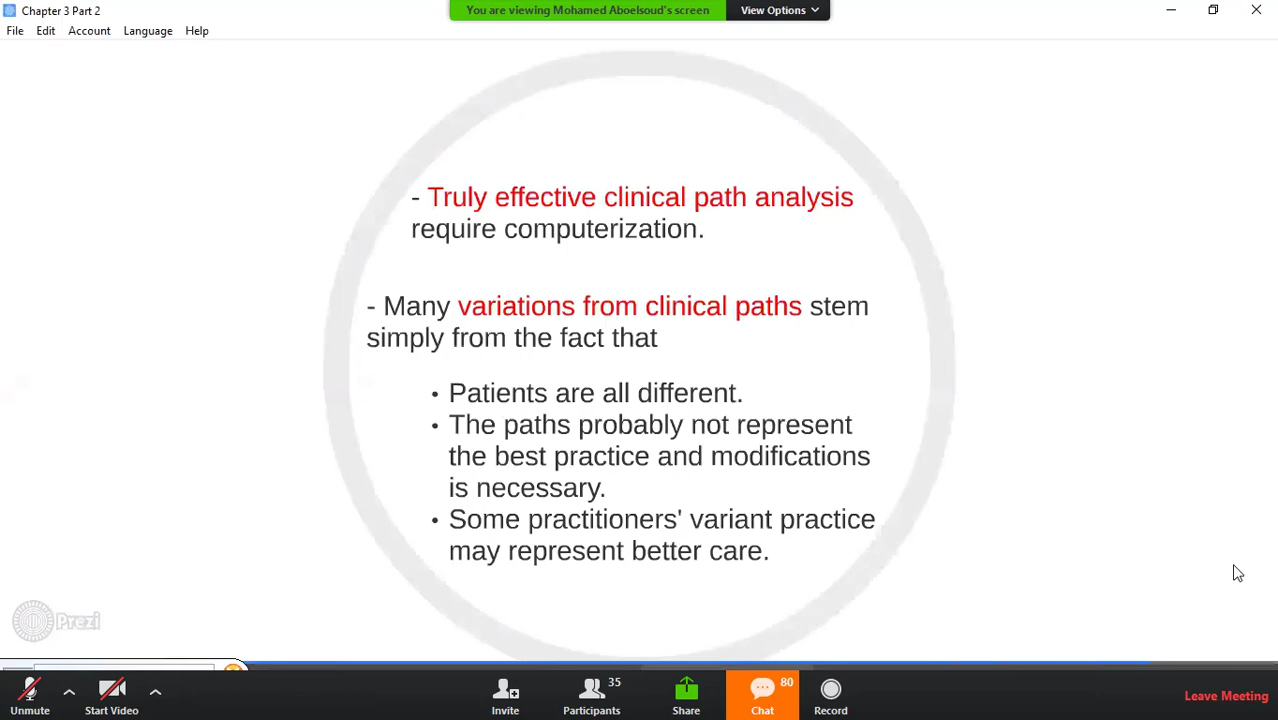 Chapter 3 Part 2
You are viewing Mohamed Aboelsoud's screen
View Options
File Edit Account Language Help
- Truly effective clinical path analysis
require computerization.
- Many variations from clinical paths stem
simply from the fact that
• Patients are all different.
• The paths probably not represent
the best practice and modifications
is necessary.
• Some practitioners' variant practice
may represent better care.
Prezi
Unmute
Start Video
Invite
35
Participants
Share
80
Chat
Record
Leave Meeting